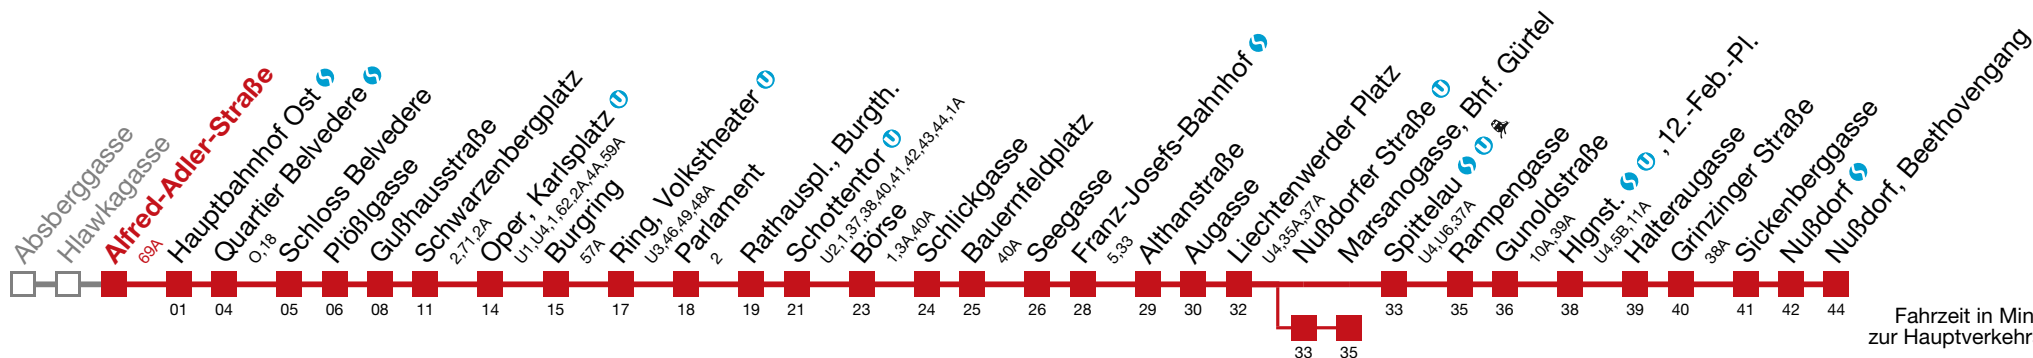 Absberggasse
Hlawkagasse
Alfred-Adler-Straße
69A
Hauptbahnhof Ost
Quartier Belvedere
O,18
Schloss Belvedere
Plößlgasse
Gußhausstraße
Schwarzenbergplatz
2,71,2A
Oper, Karlsplatz
U1,U4,1,62,2A,4A,59A
Burgring
57A
Ring, Volkstheater
U3,46,49,48A
Parlament
2
Rathauspl., Burgth.
Schottentor
U2,1,37,38,40,41,42,43,44,1A
Börse
1,3A,40A
Schlickgasse
Bauernfeldplatz
40A
Seegasse
Franz-Josefs-Bahnhof
5,33
Althanstraße
Augasse
Liechtenwerder Platz
U4,35A,37A
Nußdorfer Straße
Marsanogasse, Bhf. Gürtel
Spittelau
U4,U6,37A
Rampengasse
Gunoldstraße
10A,39A
Hlgnst. , 12.-Feb.-Pl.
U4,5B,11A
Halteraugasse
Grinzinger Straße
38A
Sickenberggasse
Nußdorf
Nußdorf, Beethovengang
01 04 05 06 08 11 14 15 17 18 19 21 23 24 25 26 28 29 30 32 33 35 36 38 39 40 41 42 44
33 35
Fahrzeit in Min
zur Hauptverkehr